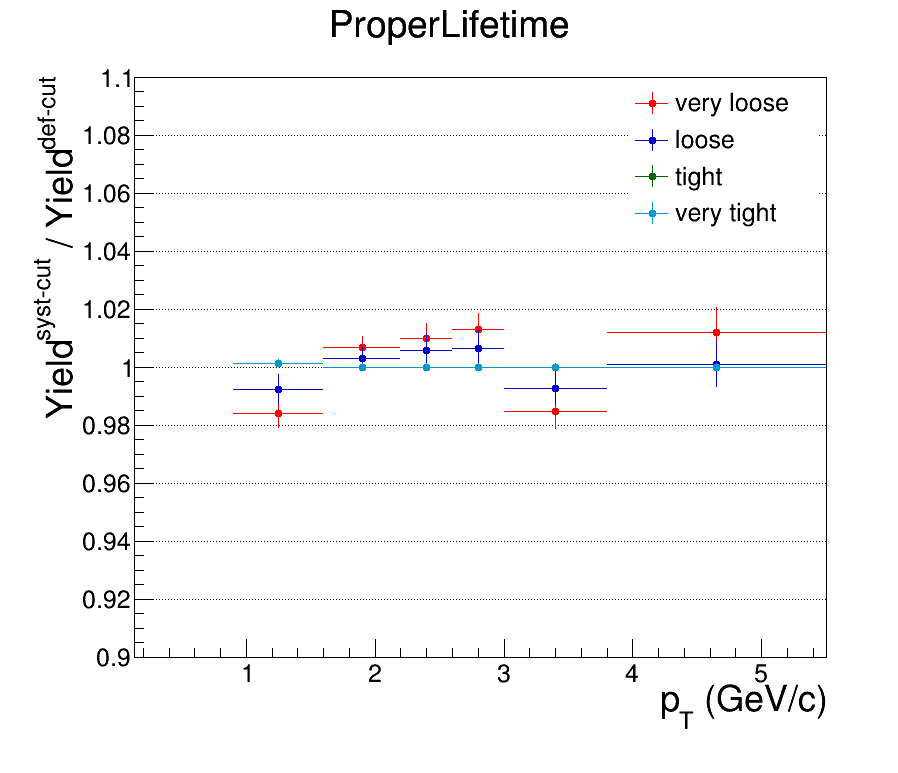 ProperLifetime
Yield^syst-cut / Yield^def-cut
1.1
1.08
1.06
1.04
1.02
1
0.98
0.96
0.94
0.92
0.9
very loose
loose
tight
very tight
1 2 3 4 5
p_T (GeV/c)